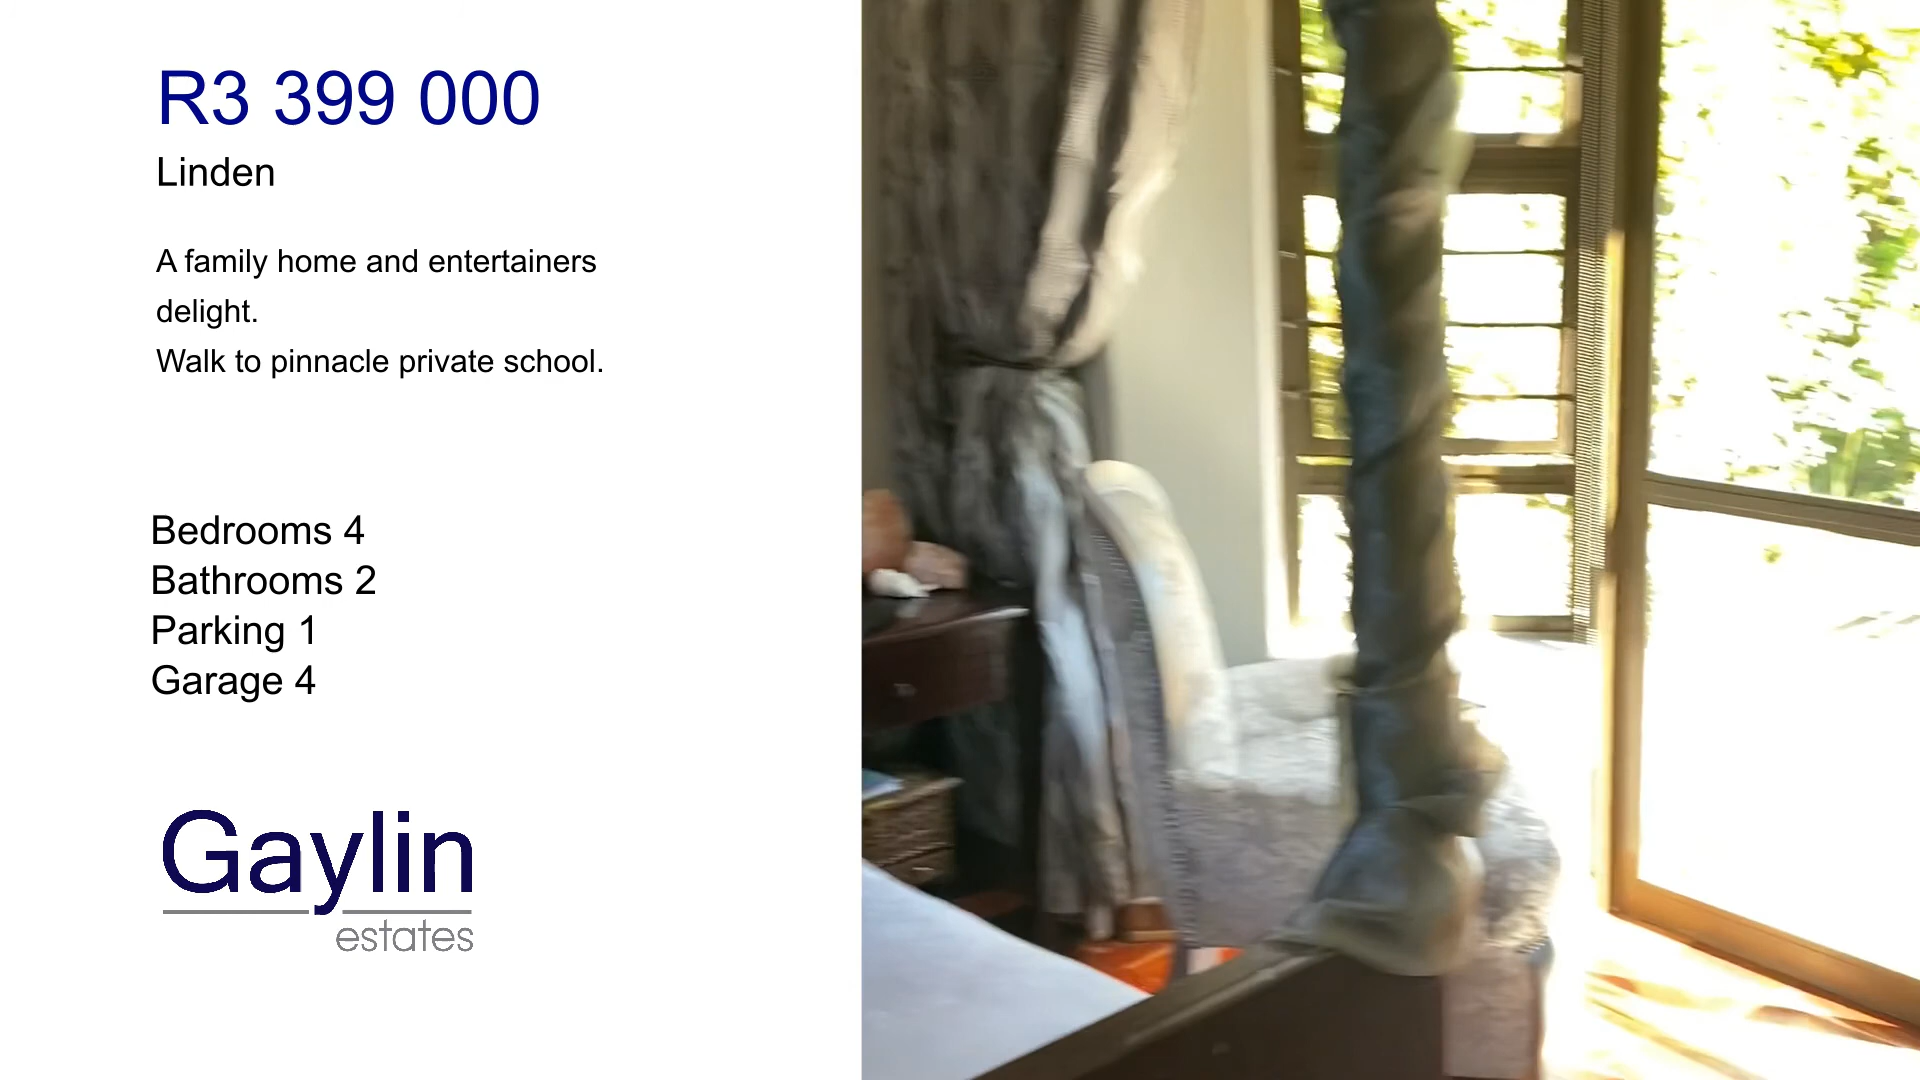 R3 399 000
Linden
A family home and entertainers
delight.
Walk to pinnacle private school.
Bedrooms 4
Bathrooms 2
Parking 1
Garage 4
Gaylin
estates